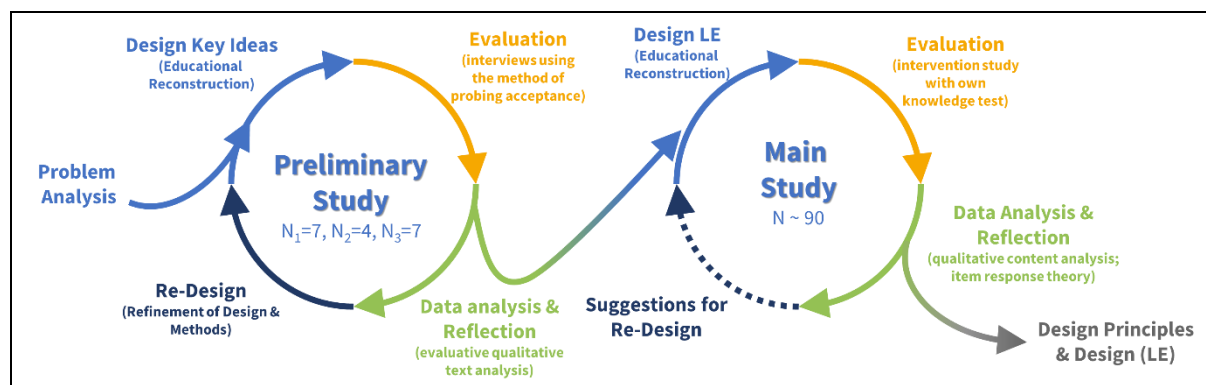 Problem
Analysis
Design Key Ideas
(Educational
Reconstruction)
Evaluation
(interviews using
the method of
probing acceptance)
Preliminary
Study
N₁=7, N₂=4, N₃=7
Data analysis &
Reflection
(evaluative qualitative
text analysis)
Re-Design
(Refinement of Design &
Methods)
Design LE
(Educational
Reconstruction)
Evaluation
(intervention study
with own
knowledge test)
Main
Study
N ~ 90
Data Analysis &
Reflection
(qualitative content analysis;
item response theory)
Suggestions for
Re-Design
Design Principles
& Design (LE)